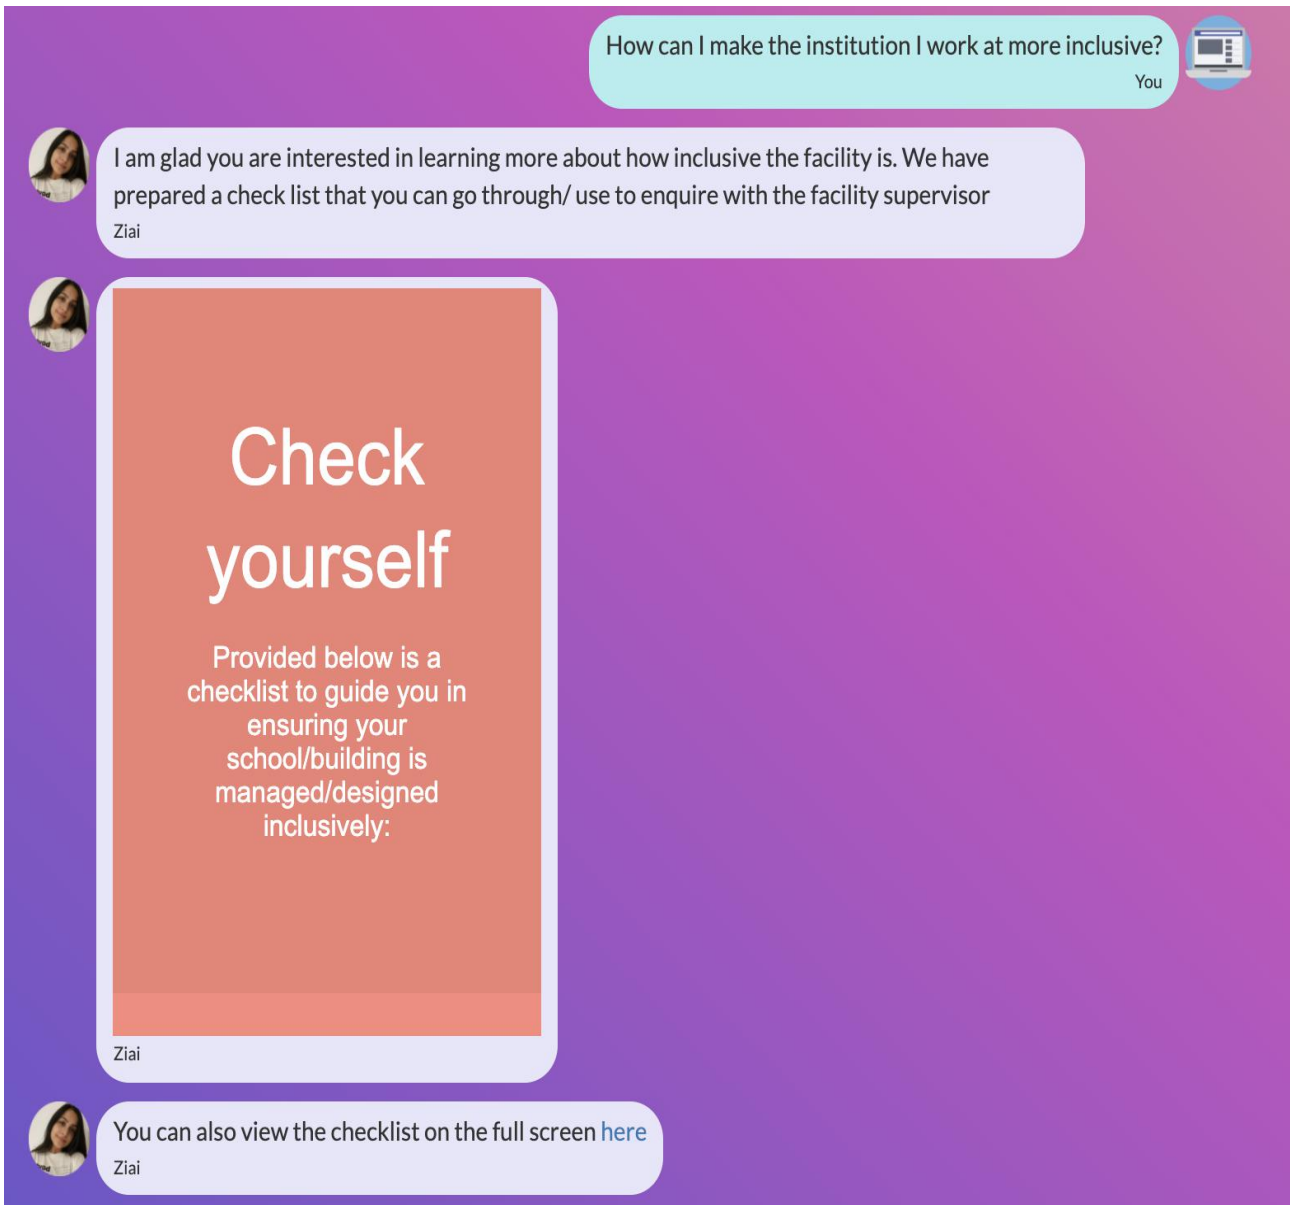 How can I make the institution I work at more inclusive?
You
I am glad you are interested in learning more about how inclusive the facility is. We have
prepared a check list that you can go through/ use to enquire with the facility supervisor
Ziai
Check
yourself
Provided below is a
checklist to guide you in
ensuring your
school/building is
managed/designed
inclusively:
Ziai
You can also view the checklist on the full screen here
Ziai